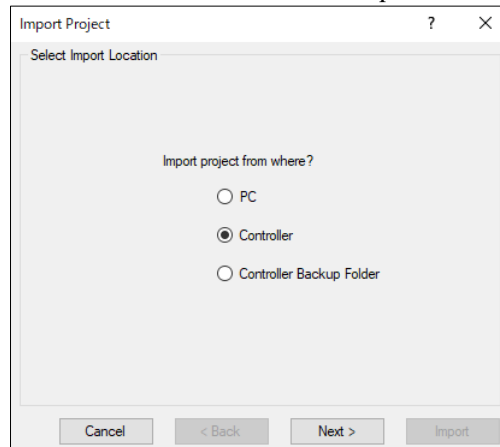 Import Project ? ×
Select Import Location
Import project from where?
PC
Controller
Controller Backup Folder
Cancel < Back Next > Import